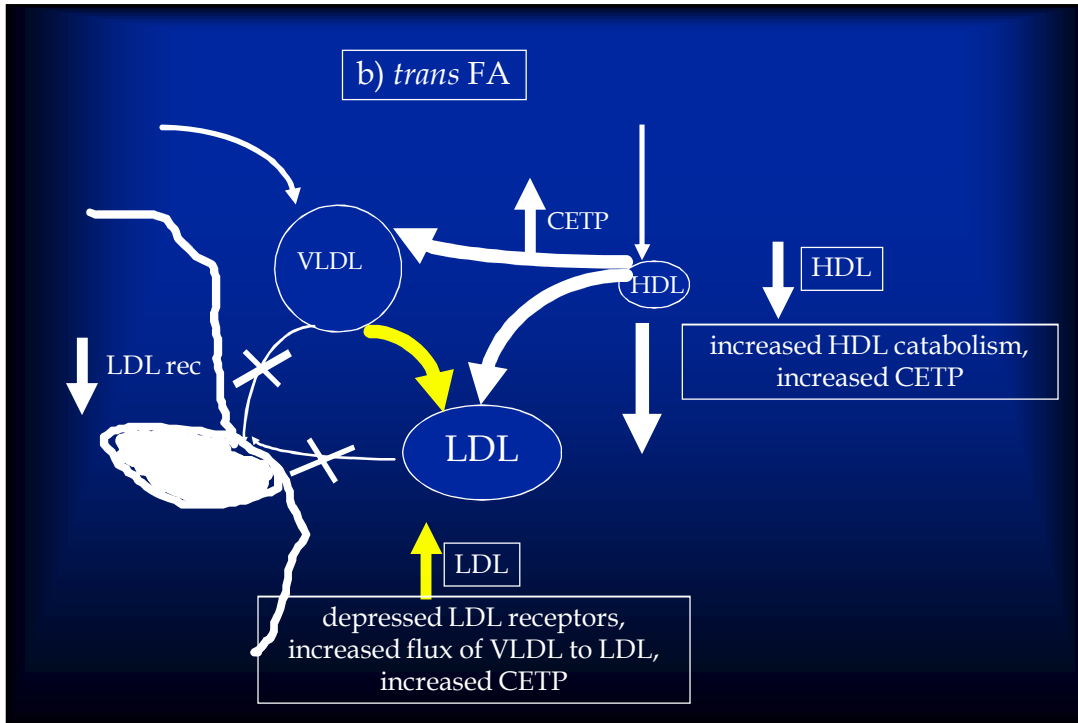 b) trans FA
CETP
VLDL
HDL
HDL
increased HDL catabolism,
increased CETP
LDL rec
LDL
LDL
depressed LDL receptors,
increased flux of VLDL to LDL,
increased CETP